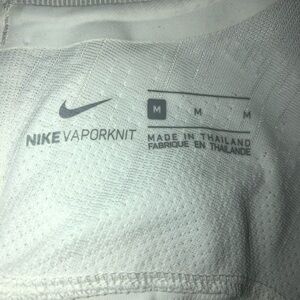 NIKE VAPORKNIT
M M M
MADE IN THAILAND
FABRIQUE EN THAILANDE